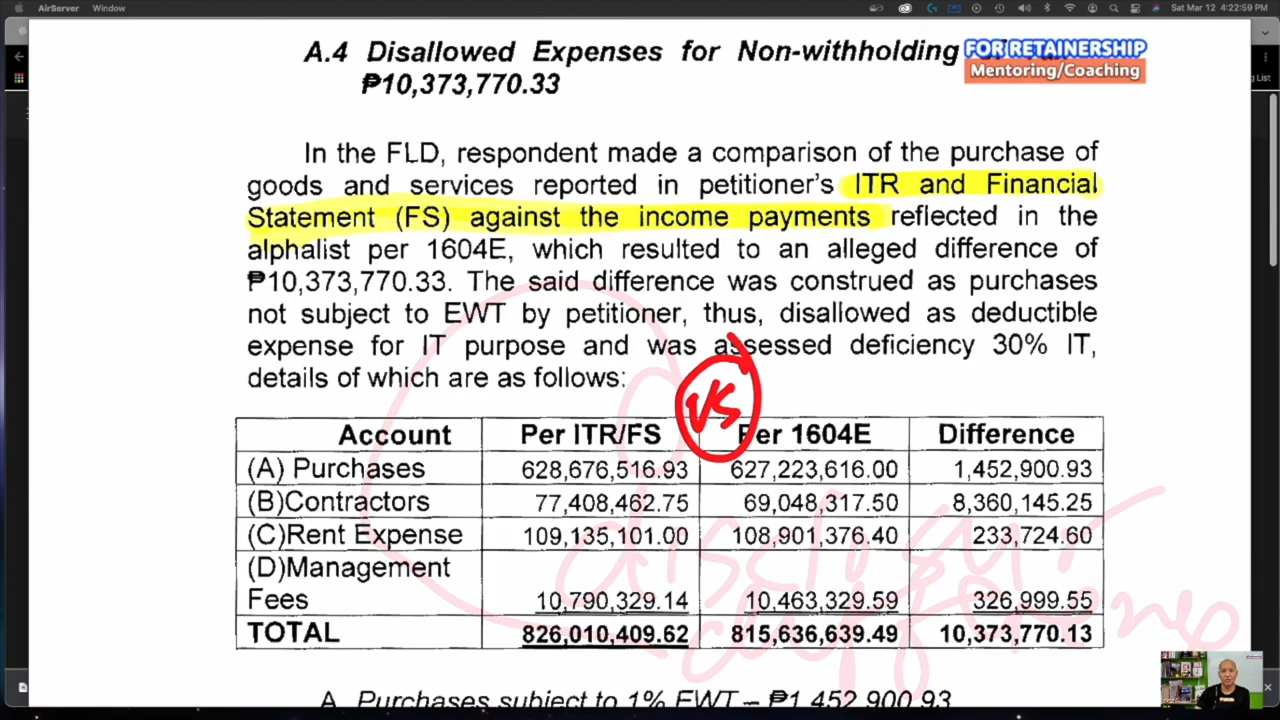 AirServer Window Sat Mar 12 4:22:59 PM
A.4 Disallowed Expenses for Non-withholding
FOR RETAINERSHIP
Mentoring/Coaching
₱10,373,770.33
In the FLD, respondent made a comparison of the purchase of
goods and services reported in petitioner's ITR and Financial
Statement (FS) against the income payments reflected in the
alphalist per 1604E, which resulted to an alleged difference of
₱10,373,770.33. The said difference was construed as purchases
not subject to EWT by petitioner, thus, disallowed as deductible
expense for IT purpose and was assessed deficiency 30% IT,
details of which are as follows:
VS
Account Per ITR/FS Per 1604E Difference
(A) Purchases 628,676,516.93 627,223,616.00 1,452,900.93
(B)Contractors 77,408,462.75 69,048,317.50 8,360,145.25
(C)Rent Expense 109,135,101.00 108,901,376.40 233,724.60
(D)Management
Fees 10,790,329.14 10,463,329.59 326,999.55
TOTAL 826,010,409.62 815,636,639.49 10,373,770.13
A. Purchases subject to 1% EWT – ₱1,452,900.93